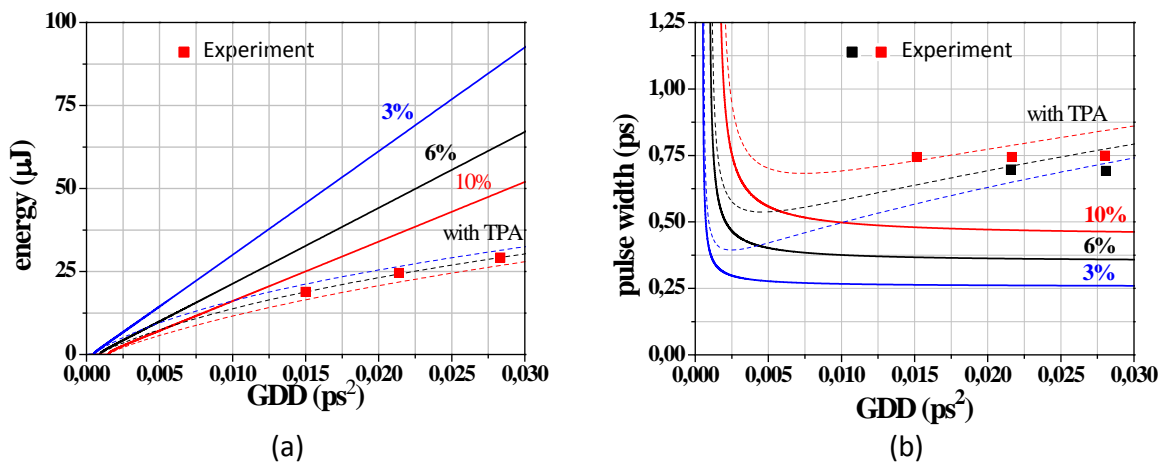 100
75
50
25
0
energy (µJ)
Experiment
3%
6%
10%
with TPA
0,000 0,005 0,010 0,015 0,020 0,025 0,030
GDD (ps²)
(a)
1,25
1,00
0,75
0,50
0,25
0,00
pulse width (ps)
Experiment
with TPA
10%
6%
3%
0,000 0,005 0,010 0,015 0,020 0,025 0,030
GDD (ps²)
(b)